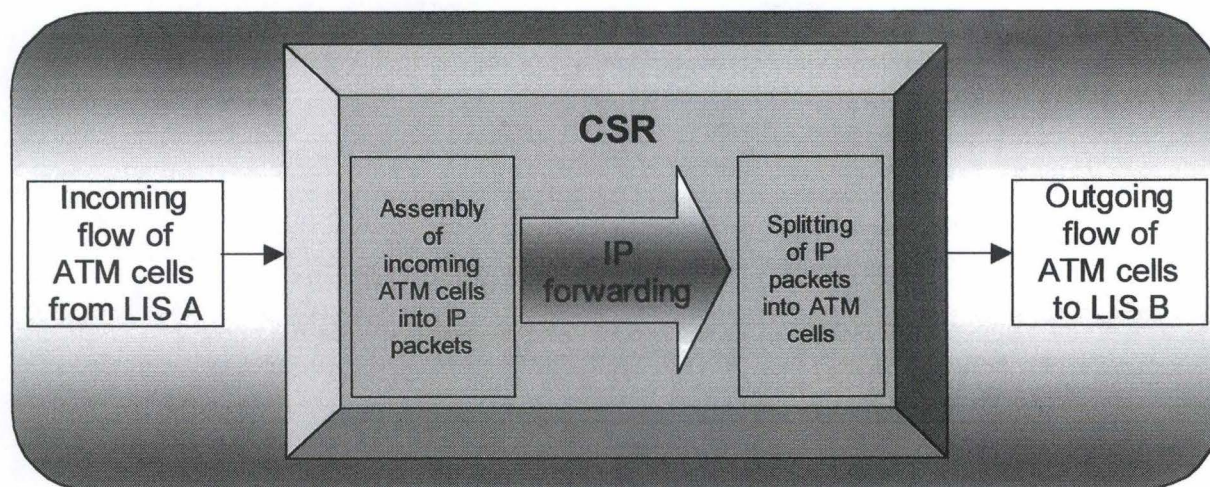 CSR
Incoming
flow of
ATM cells
from LIS A
Assembly
of
incoming
ATM cells
into IP
packets
IP
forwarding
Splitting
of IP
packets
into ATM
cells
Outgoing
flow of
ATM cells
to LIS B